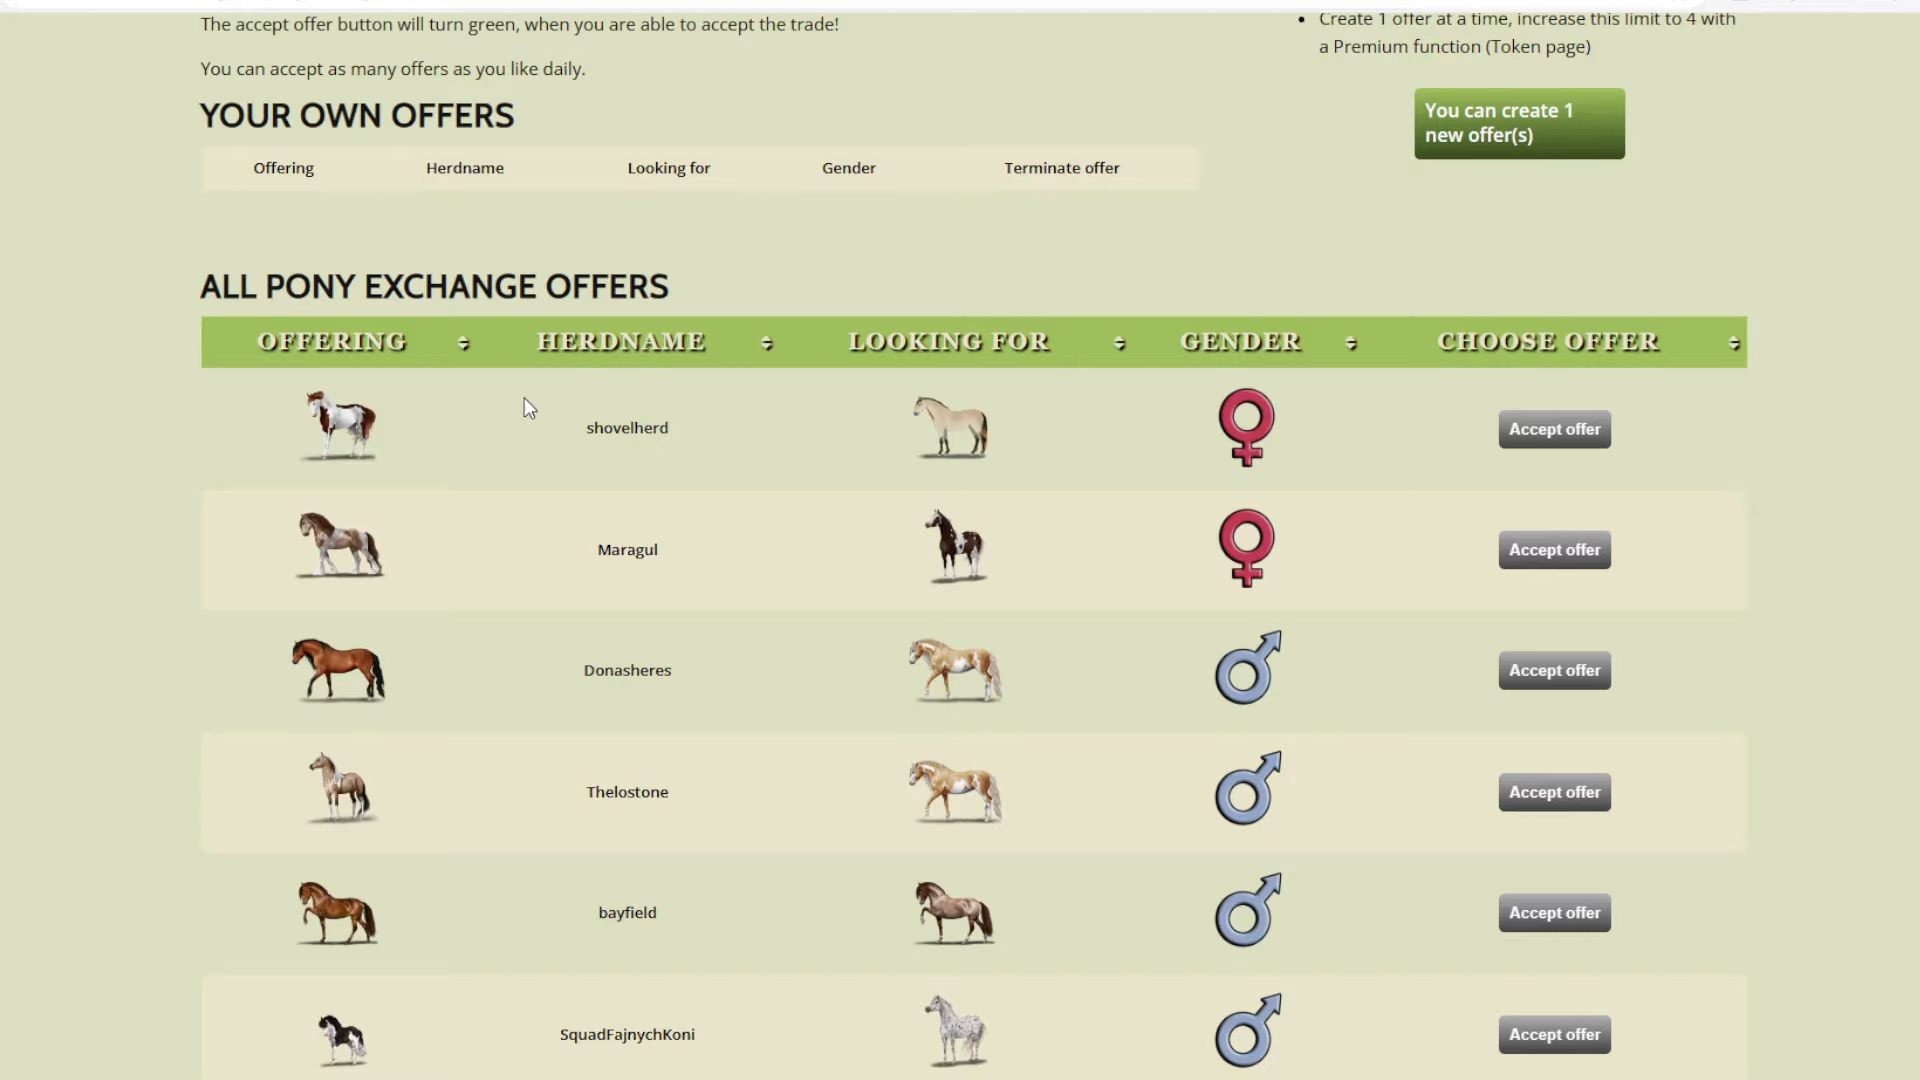 The accept offer button will turn green, when you are able to accept the trade!
You can accept as many offers as you like daily.
Create 1 offer at a time, increase this limit to 4 with
a Premium function (Token page)
You can create 1
new offer(s)
YOUR OWN OFFERS
Offering Herdname Looking for Gender Terminate offer
ALL PONY EXCHANGE OFFERS
OFFERING HERDNAME LOOKING FOR GENDER CHOOSE OFFER
shovelherd Accept offer
Maragul Accept offer
Donasheres Accept offer
Thelostone Accept offer
bayfield Accept offer
SquadFajnychKoni Accept offer